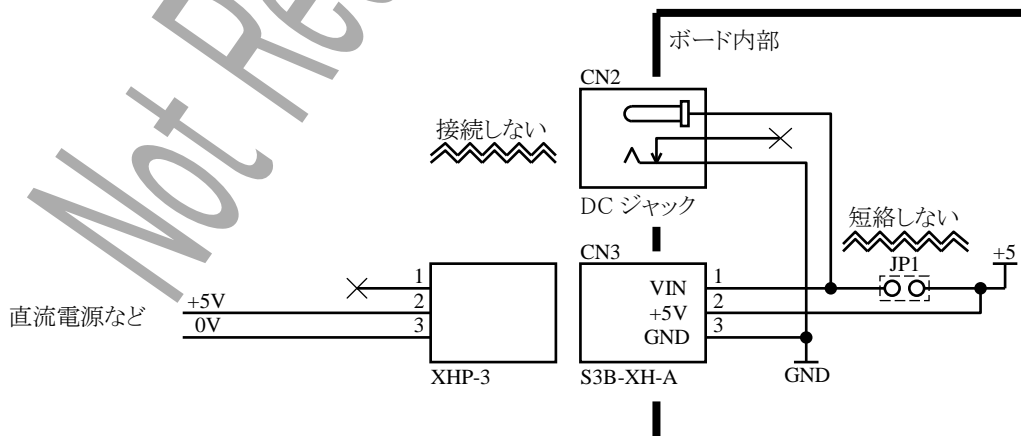 Not Re
ボード内部
CN2
接続しない
DC ジャック
短絡しない
CN3
JP1
+5
1
VIN
1
直流電源など
+5V
2
+5V
2
0V
3
GND
3
XHP-3
S3B-XH-A
GND